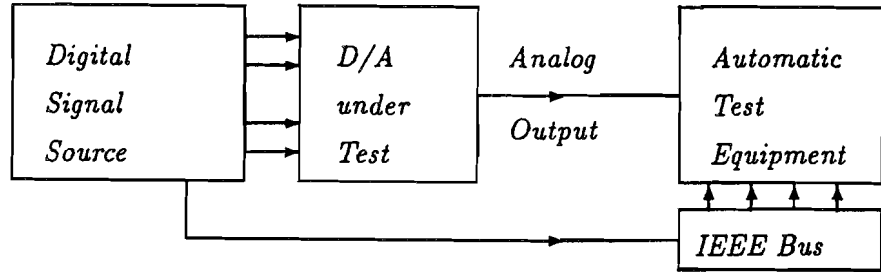 Digital
Signal
Source
D/A
under
Test
Analog
Output
Automatic
Test
Equipment
IEEE Bus